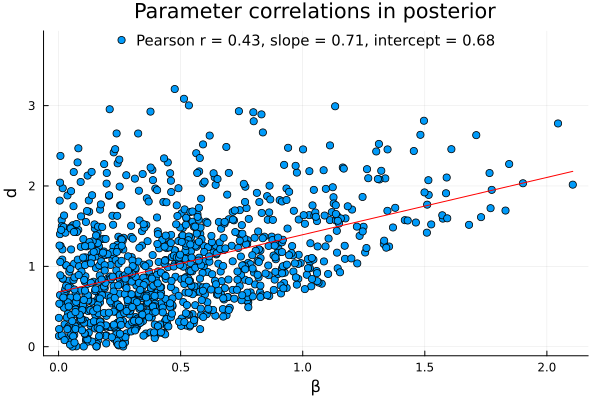 Parameter correlations in posterior
Pearson r = 0.43, slope = 0.71, intercept = 0.68
3
2
1
0
d
0.0 0.5 1.0 1.5 2.0
β